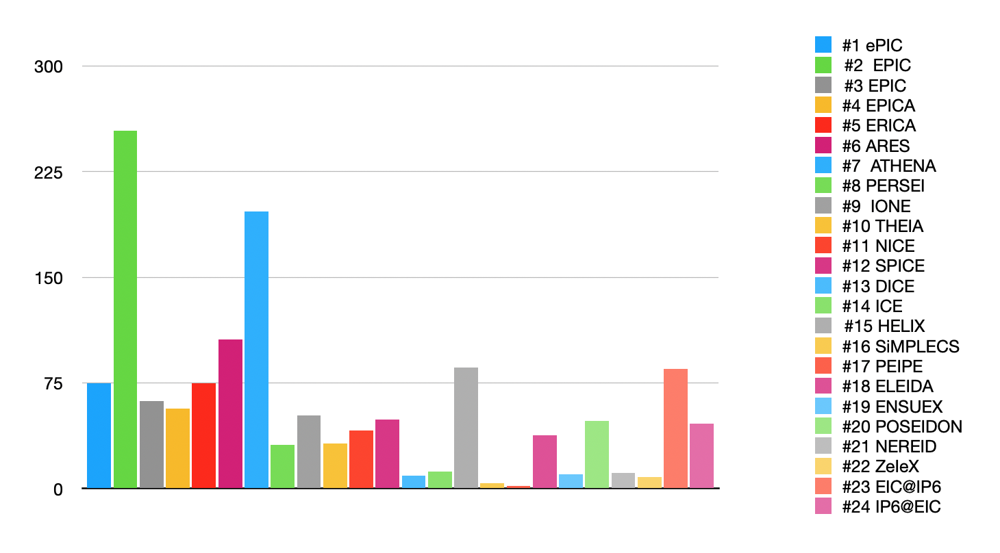 300
225
150
75
0
#1 ePIC
#2 EPIC
#3 EPIC
#4 EPICA
#5 ERICA
#6 ARES
#7 ATHENA
#8 PERSEI
#9 IONE
#10 THEIA
#11 NICE
#12 SPICE
#13 DICE
#14 ICE
#15 HELIX
#16 SiMPLECS
#17 PEIPE
#18 ELEIDA
#19 ENSUEX
#20 POSEIDON
#21 NEREID
#22 ZeleX
#23 EIC@IP6
#24 IP6@EIC